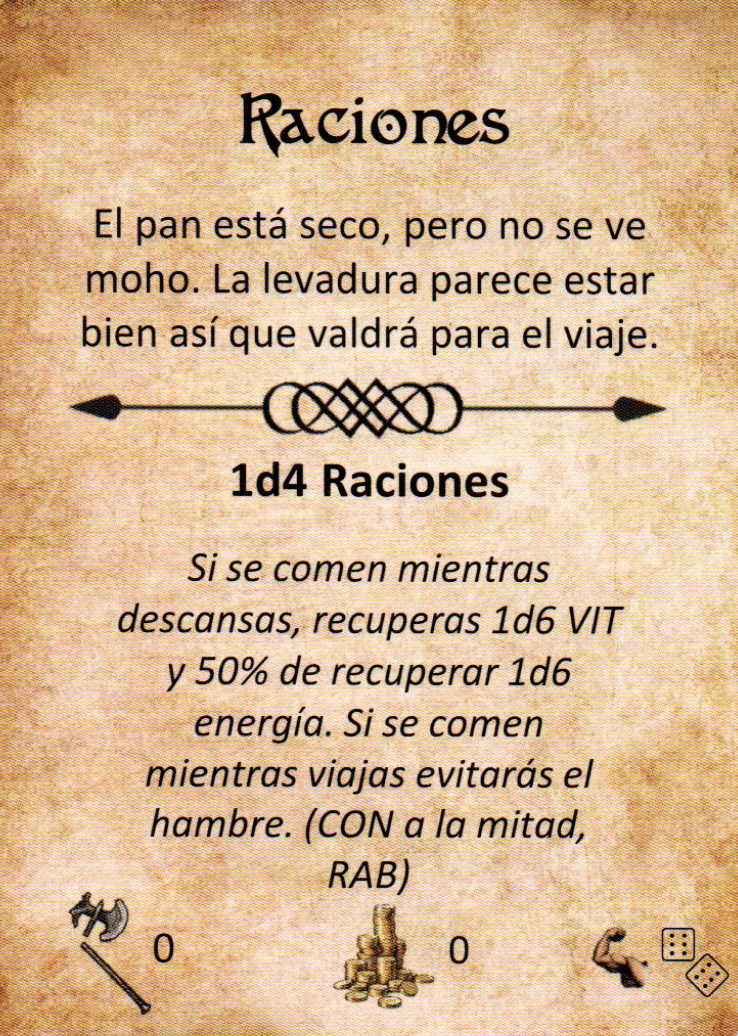 Raciones
El pan está seco, pero no se ve
moho. La levadura parece estar
bien así que valdrá para el viaje.
1d4 Raciones
Si se comen mientras
descansas, recuperas 1d6 VIT
y 50% de recuperar 1d6
energía. Si se comen
mientras viajas evitarás el
hambre. (CON a la mitad,
RAB)
0 0